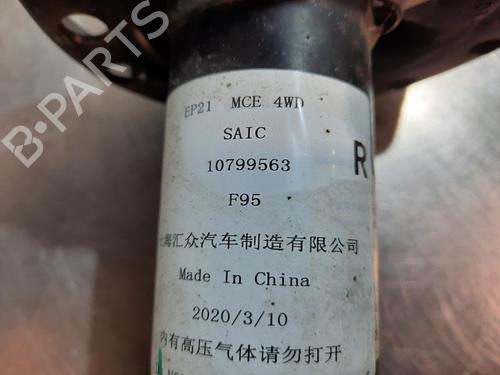 EP21 MCE 4WD
SAIC
10799563
R
F95
上海汇众汽车制造有限公司
Made In China
2020/3/10
内有高压气体请勿打开